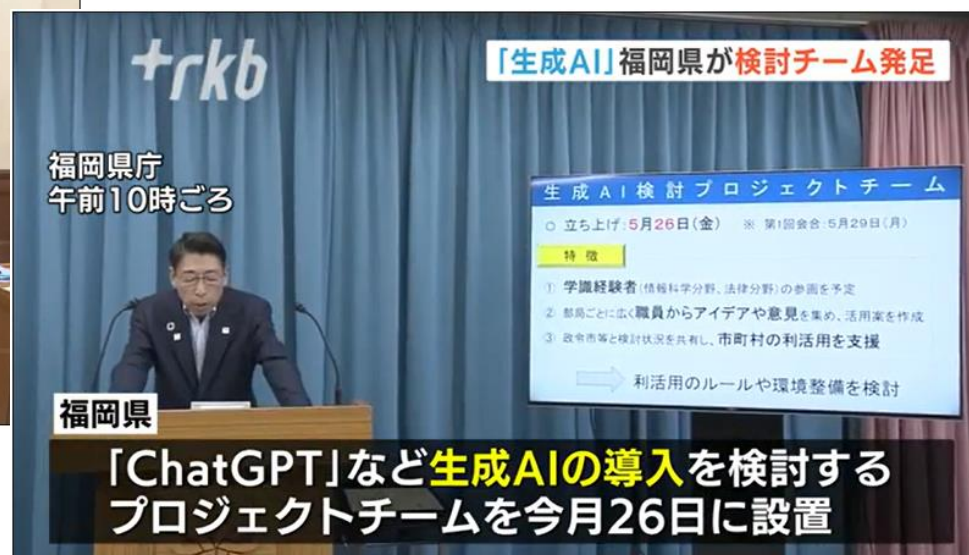 +rkb
「生成AI」福岡県が検討チーム発足
福岡県庁
午前10時ごろ
生成AI検討プロジェクトチーム
○ 立ち上げ:5月26日(金) ※ 第1回会合:5月29日(月)
特徴
① 学識経験者(情報科学分野、法律分野)の参画を予定
② 部局ごとに広く職員からアイデアや意見を集め、活用案を作成
③ 政令市等と検討状況を共有し、市町村の利活用を支援
利活用のルールや環境整備を検討
福岡県
「ChatGPT」など生成AIの導入を検討する
プロジェクトチームを今月26日に設置